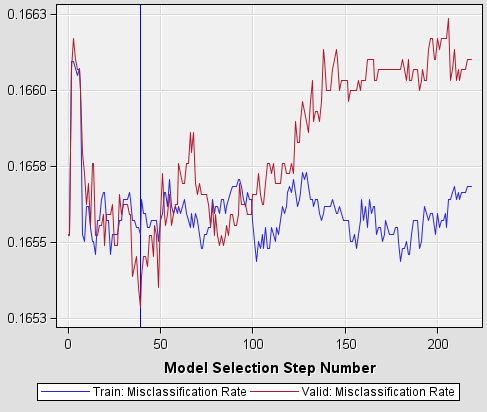 0.1663
0.1660
0.1658
0.1655
0.1653
0 50 100 150 200
Model Selection Step Number
Train: Misclassification Rate Valid: Misclassification Rate